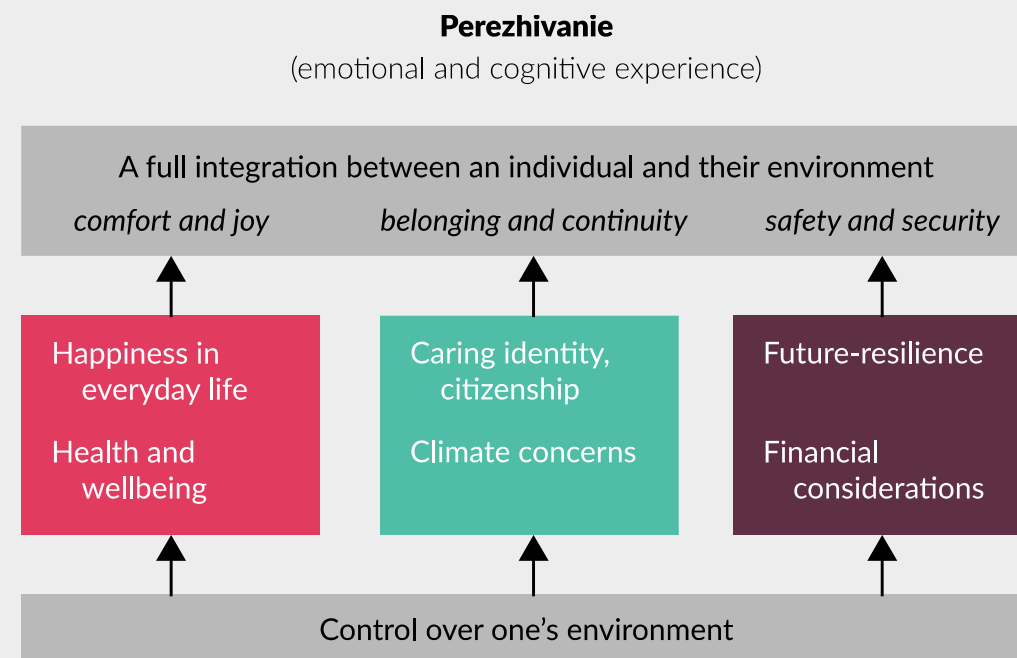 Perezhivanie
(emotional and cognitive experience)
A full integration between an individual and their environment
comfort and joy
belonging and continuity
safety and security
Happiness in
everyday life
Health and
wellbeing
Caring identity,
citizenship
Climate concerns
Future-resilience
Financial
considerations
Control over one’s environment